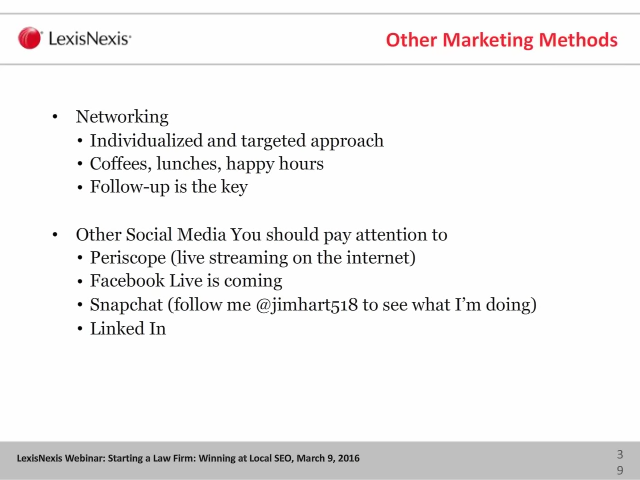 LexisNexis®
Other Marketing Methods
• Networking
• Individualized and targeted approach
• Coffees, lunches, happy hours
• Follow-up is the key
• Other Social Media You should pay attention to
• Periscope (live streaming on the internet)
• Facebook Live is coming
• Snapchat (follow me @jimhart518 to see what I’m doing)
• Linked In
LexisNexis Webinar: Starting a Law Firm: Winning at Local SEO, March 9, 2016
3
9